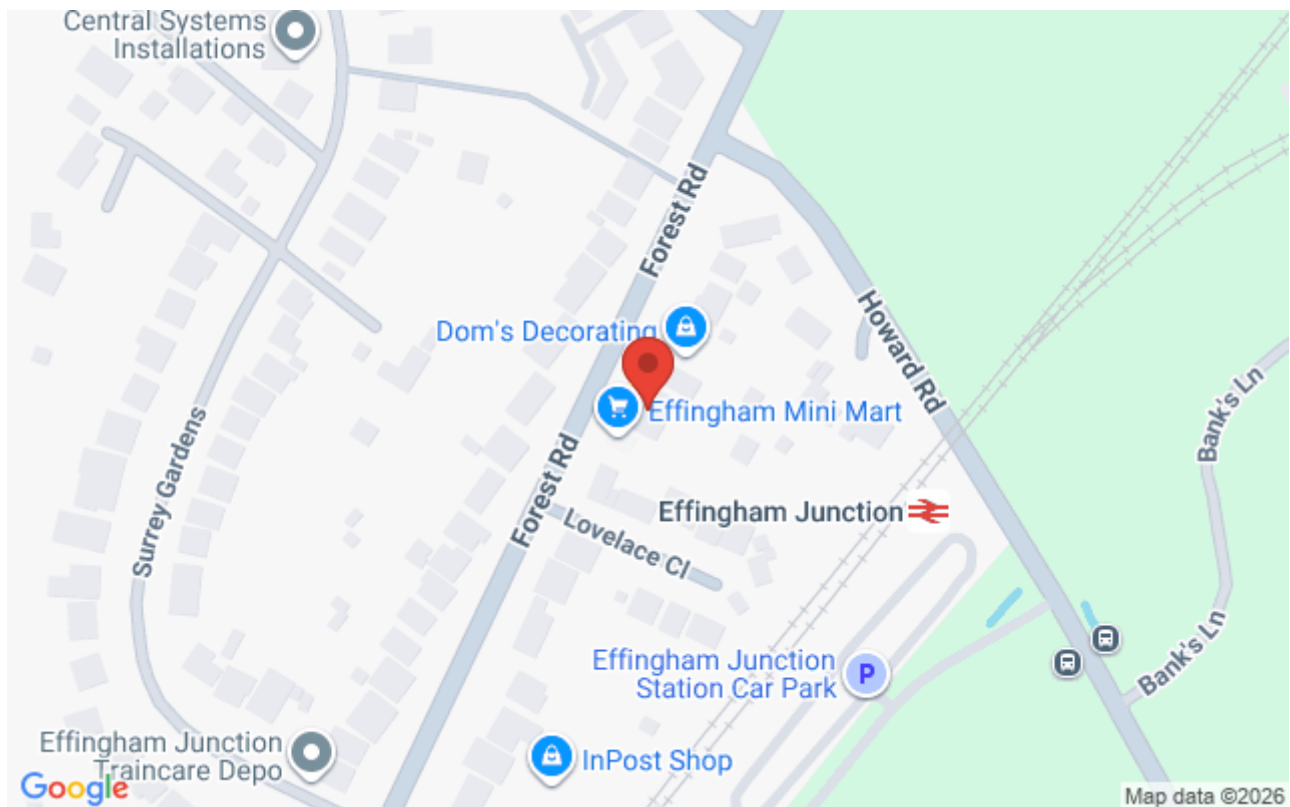 Central Systems
Installations
Forest Rd
Howard Rd
Dom's Decorating
Bank's Ln
Effingham Mini Mart
Surrey Gardens
Forest Rd
Effingham Junction
Lovelace Cl
Bank's Ln
Effingham Junction
Station Car Park
P
Effingham Junction
Traincare Depo
InPost Shop
Google
Map data ©2026